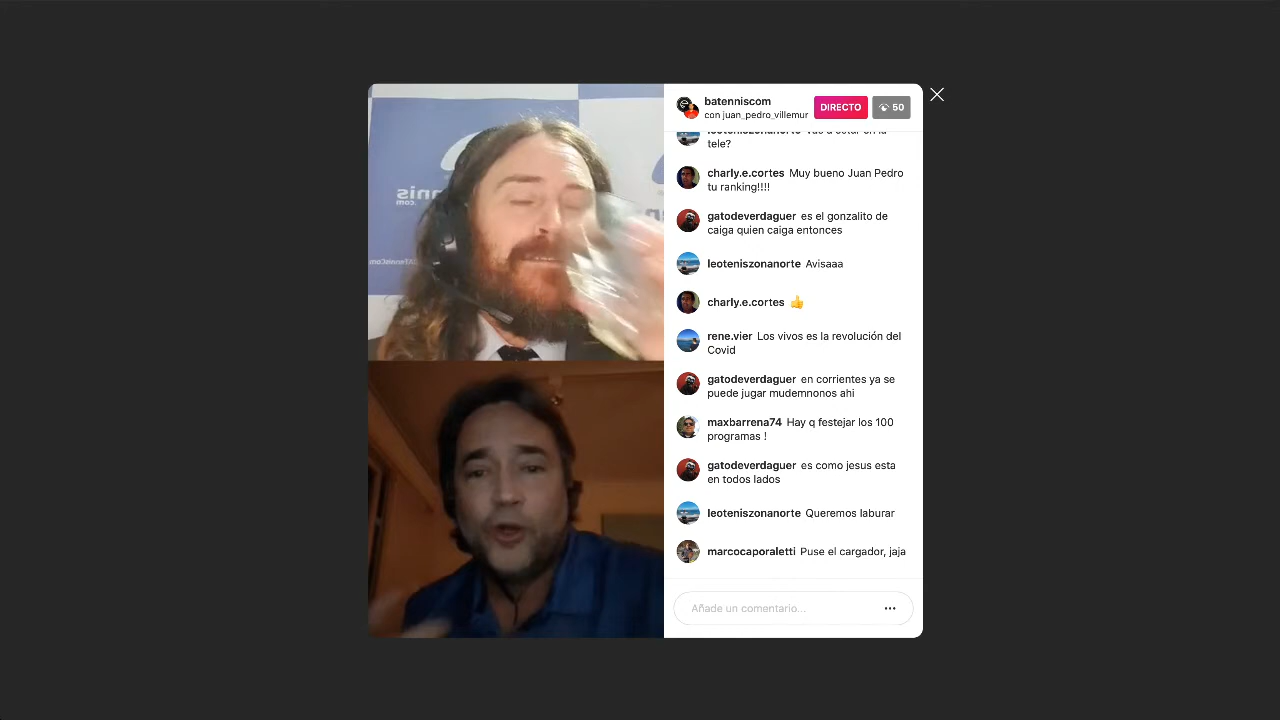 batenniscom
con juan_pedro_villemur
DIRECTO
50
tele?
charly.e.cortes Muy bueno Juan Pedro
tu ranking!!!!
gatodeverdaguer es el gonzalito de
caiga quien caiga entonces
leoteniszonanorte Avisaaa
charly.e.cortes 👍
rene.vier Los vivos es la revolución del
Covid
gatodeverdaguer en corrientes ya se
puede jugar mudemnonos ahi
maxbarrena74 Hay q festejar los 100
programas !
gatodeverdaguer es como jesus esta
en todos lados
leoteniszonanorte Queremos laburar
marcocaporaletti Puse el cargador, jaja
Añade un comentario...